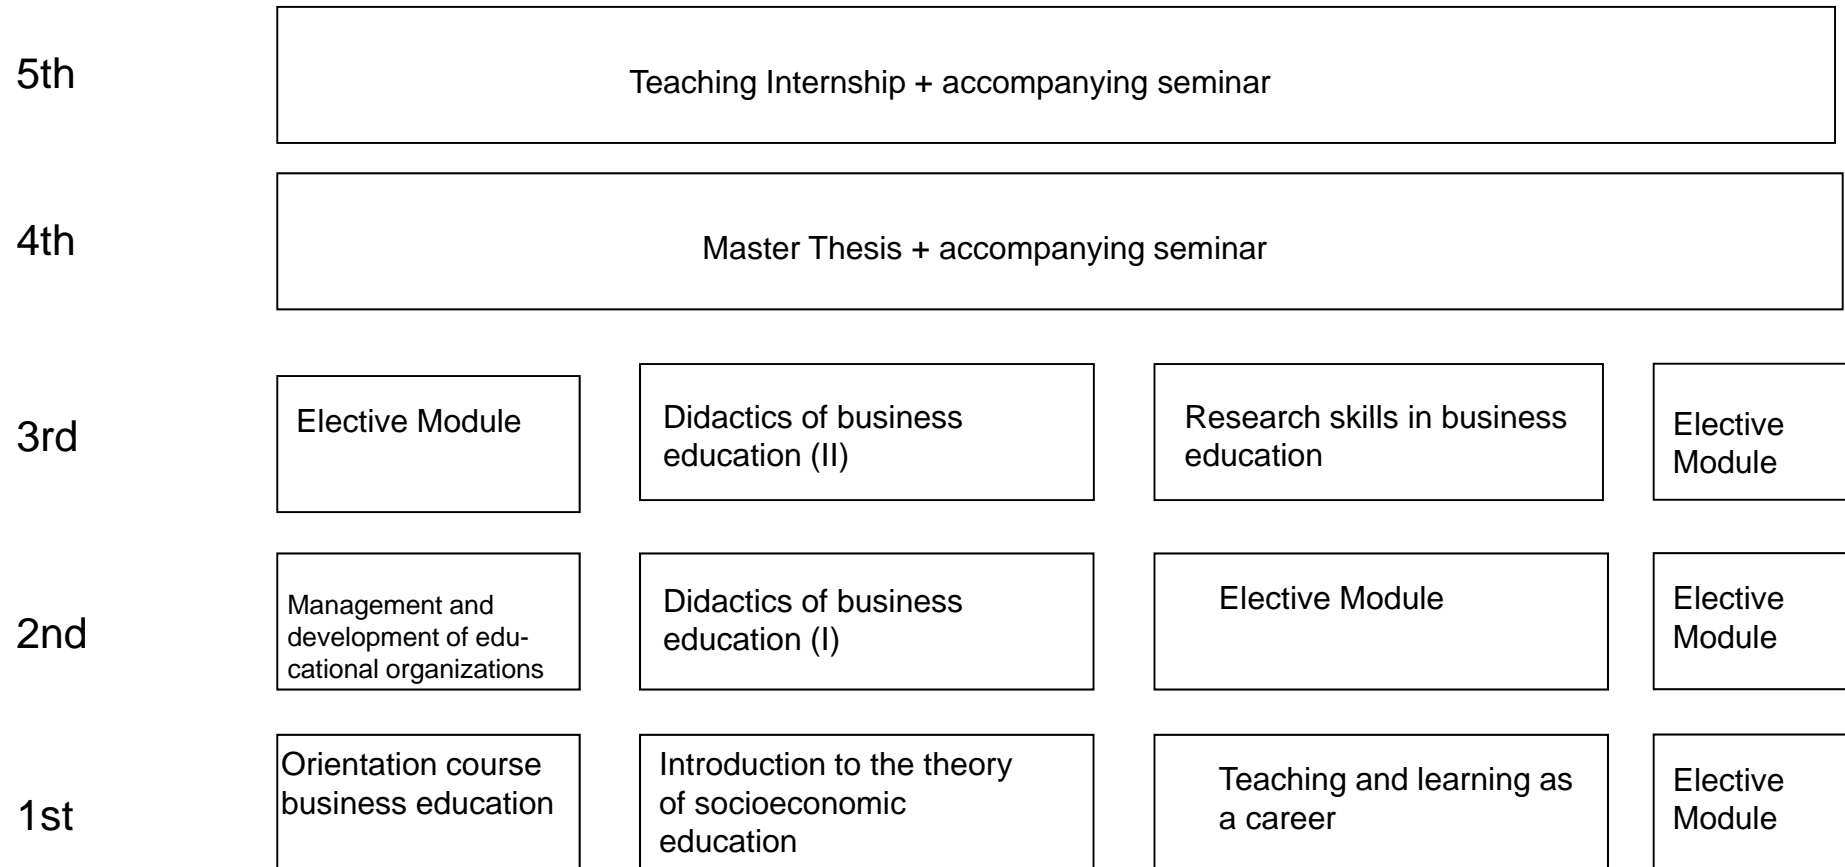 5th
Teaching Internship + accompanying seminar
4th
Master Thesis + accompanying seminar
3rd
Elective Module
Didactics of business
education (II)
Research skills in business
education
Elective
Module
2nd
Management and
development of edu-
cational organizations
Didactics of business
education (I)
Elective Module
Elective
Module
1st
Orientation course
business education
Introduction to the theory
of socioeconomic
education
Teaching and learning as
a career
Elective
Module